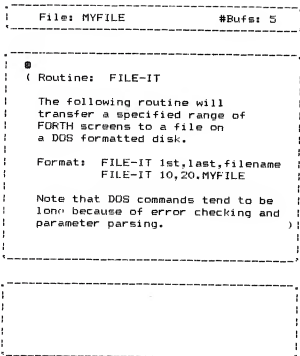 File: MYFILE #Bufs: 5
0
( Routine: FILE-IT
The following routine will
transfer a specified range of
FORTH screens to a file on
a DOS formatted disk.
Format: FILE-IT 1st,last,filename
FILE-IT 10,20.MYFILE
Note that DOS commands tend to be
long because of error checking and
parameter parsing. )